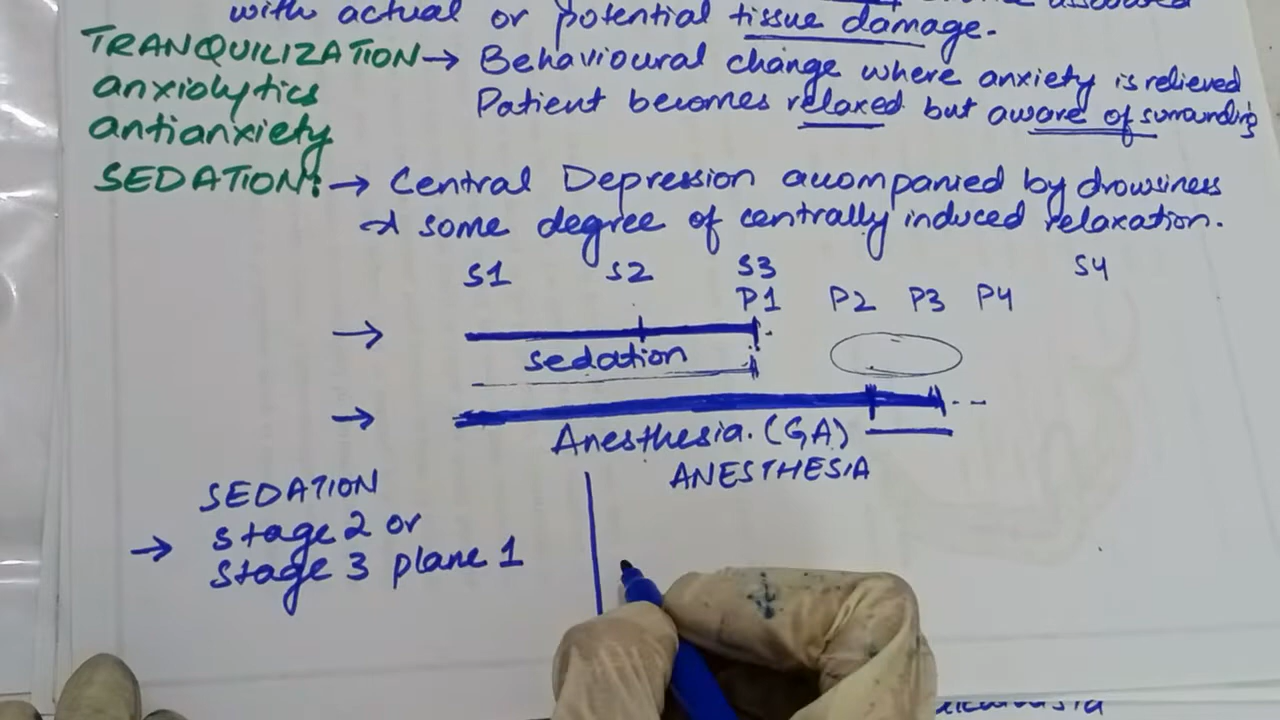 with actual or potential tissue damage.
TRANQUILIZATION → Behavioural change where anxiety is relieved
anxiolytics Patient becomes relaxed but aware of surrounding
antianxiety
SEDATION: → Central Depression auompanied by drowsiness
→ some degree of centrally induced relaxation.
S1 S2 S3 S4
P1 P2 P3 P4
→
sedation
→
Anesthesia. (GA)
SEDATION ANESTHESIA
→ stage 2 or
stage 3 plane 1